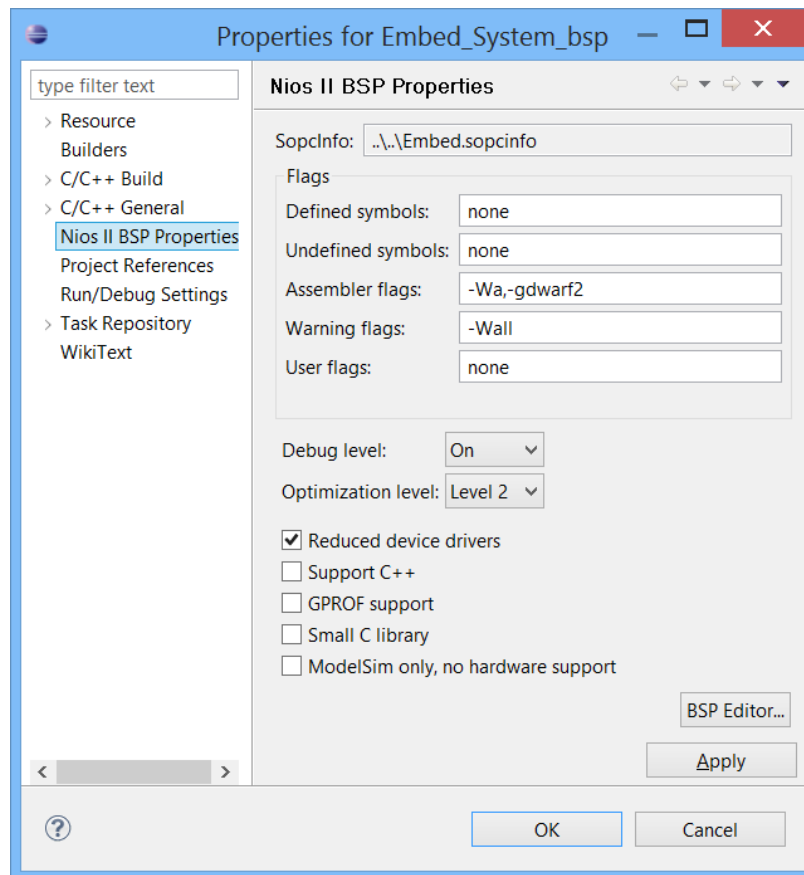 Properties for Embed_System_bsp
type filter text
Resource
Builders
C/C++ Build
C/C++ General
Nios II BSP Properties
Project References
Run/Debug Settings
Task Repository
WikiText
Nios II BSP Properties
SopcInfo: ..\..\Embed.sopcinfo
Flags
Defined symbols: none
Undefined symbols: none
Assembler flags: -Wa,-gdwarf2
Warning flags: -Wall
User flags: none
Debug level: On
Optimization level: Level 2
Reduced device drivers
Support C++
GPROF support
Small C library
ModelSim only, no hardware support
BSP Editor...
Apply
OK Cancel